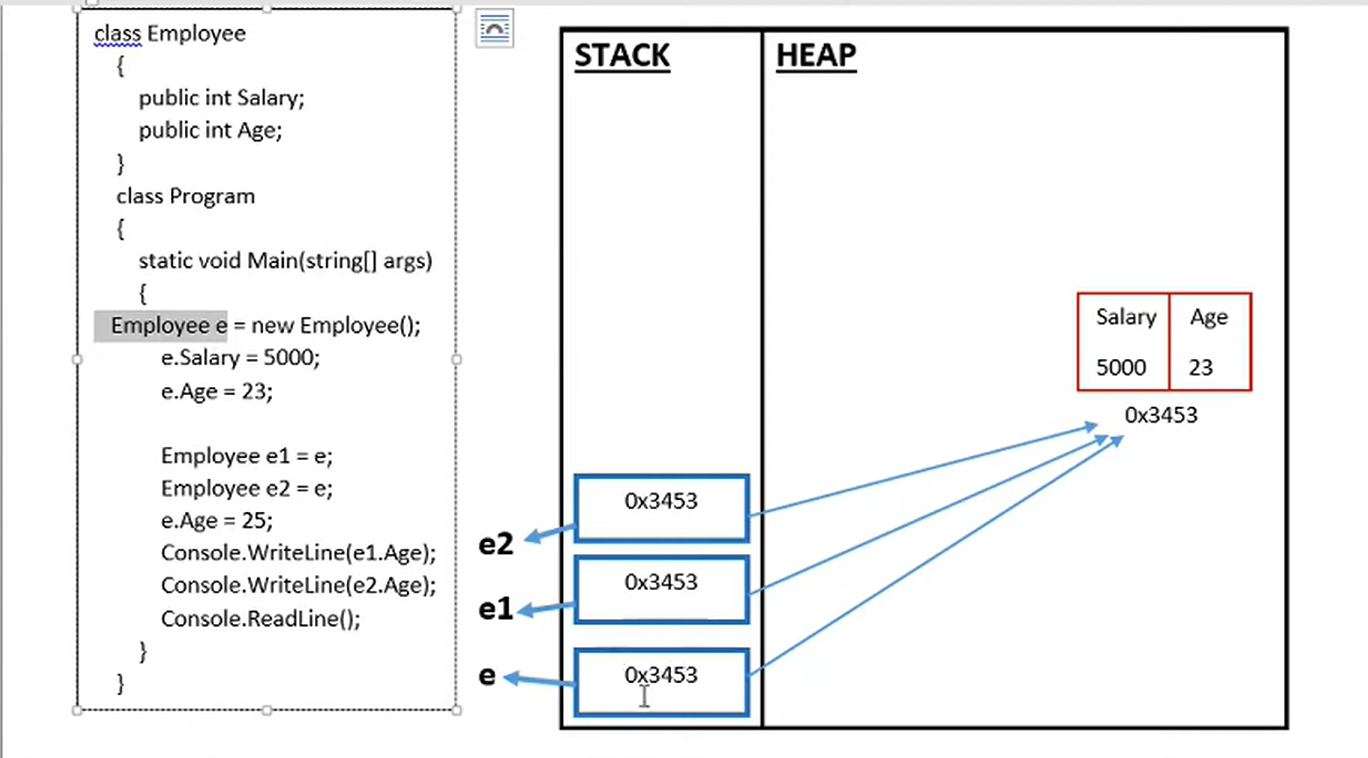 class Employee
{
public int Salary;
public int Age;
}
class Program
{
static void Main(string[] args)
{
Employee e = new Employee();
e.Salary = 5000;
e.Age = 23;
Employee e1 = e;
Employee e2 = e;
e.Age = 25;
Console.WriteLine(e1.Age);
Console.WriteLine(e2.Age);
Console.ReadLine();
}
}
STACK
HEAP
Salary Age
5000 23
0x3453
0x3453
e2
0x3453
e1
0x3453
e